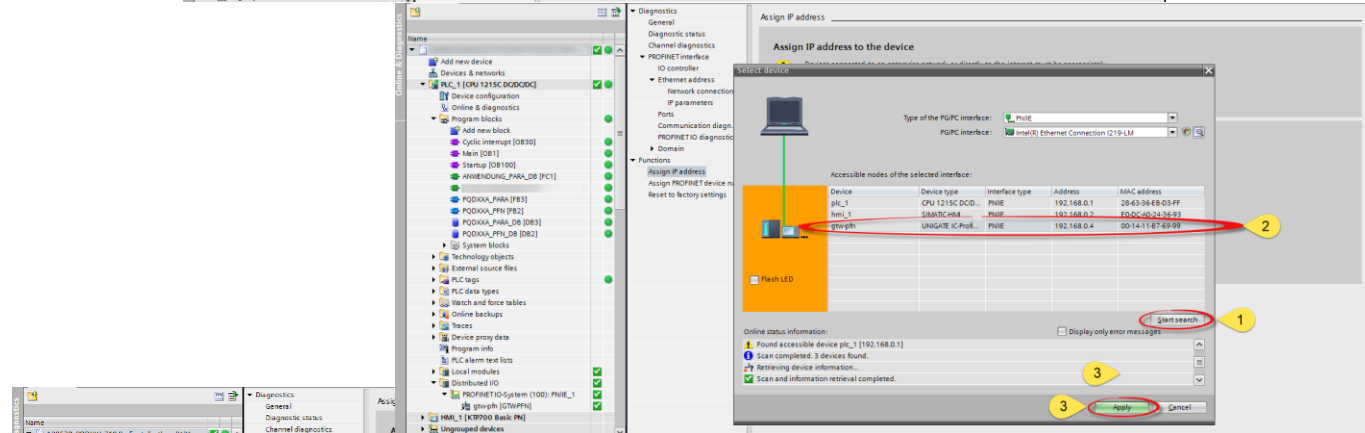 Online & Diagnostics
Name
Add new device
Devices & networks
PLC_1 [CPU 1215C DC/DC/DC]
Device configuration
Online & diagnostics
Program blocks
Add new block
Cyclic interrupt [OB30]
Main [OB1]
Startup [OB100]
ANWENDUNG_PARA_DB [FC1]
PQDXXA_PARA [FB3]
PQDXXA_PFN [FB2]
PQDXXA_PARA_DB [DB3]
PQDXXA_PFN_DB [DB2]
System blocks
Technology objects
External source files
PLC tags
PLC data types
Watch and force tables
Online backups
Traces
Device proxy data
Program info
PLC alarm text lists
Local modules
Distributed I/O
PROFINET IO-System (100): PN/IE_1
gtw-pfn [GTW-PFN]
HMI_1 [KTP700 Basic PN]
Ungrouped devices
Diagnostics
General
Diagnostic status
Channel diagnostics
PROFINET interface
IO controller
Ethernet address
Network connection
IP parameters
Ports
Communication diagn...
PROFINET IO diagnostic
Domain
Functions
Assign IP address
Assign PROFINET device na
Reset to factory settings
Assign IP address
Assign IP address to the device
Select device
Type of the PG/PC interface: PN/IE
PG/PC interface: Intel(R) Ethernet Connection I219-LM
Accessible nodes of the selected interface:
Device Device type Interface type Address MAC address
plc_1 CPU 1215C DC/D... PN/IE 192.168.0.1 28-63-36-E8-D3-FF
hmi_1 SIMATIC-HMI PN/IE 192.168.0.2 E0-DC-A0-24-36-93
gtw-pfn UNIGATE IC-Profi... PN/IE 192.168.0.4 00-14-11-87-69-99
2
Flash LED
Start search
1
Online status information:
Display only error messages
Found accessible device plc_1 [192.168.0.1]
Scan completed. 3 devices found.
Retrieving device information...
Scan and information retrieval completed.
3
3
Apply
Cancel
Name
Diagnostics
General
Diagnostic status
Channel diagnostics
Assig